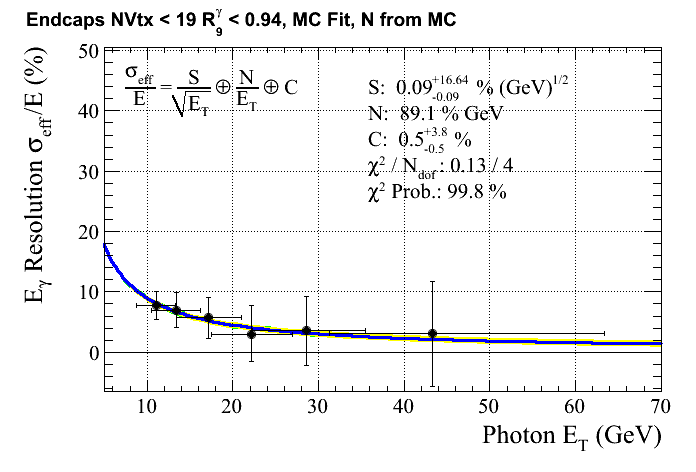 Endcaps NVtx < 19 R₉^γ < 0.94, MC Fit, N from MC
E_γ Resolution σ_eff/E (%)
50
40
30
20
10
0
σ_eff/E = S/√E_T ⊕ N/E_T ⊕ C
S: 0.09 +16.64 -0.09 % (GeV)^1/2
N: 89.1 % GeV
C: 0.5 +3.8 -0.5 %
χ² / N_dof : 0.13 / 4
χ² Prob.: 99.8 %
10 20 30 40 50 60 70
Photon E_T (GeV)